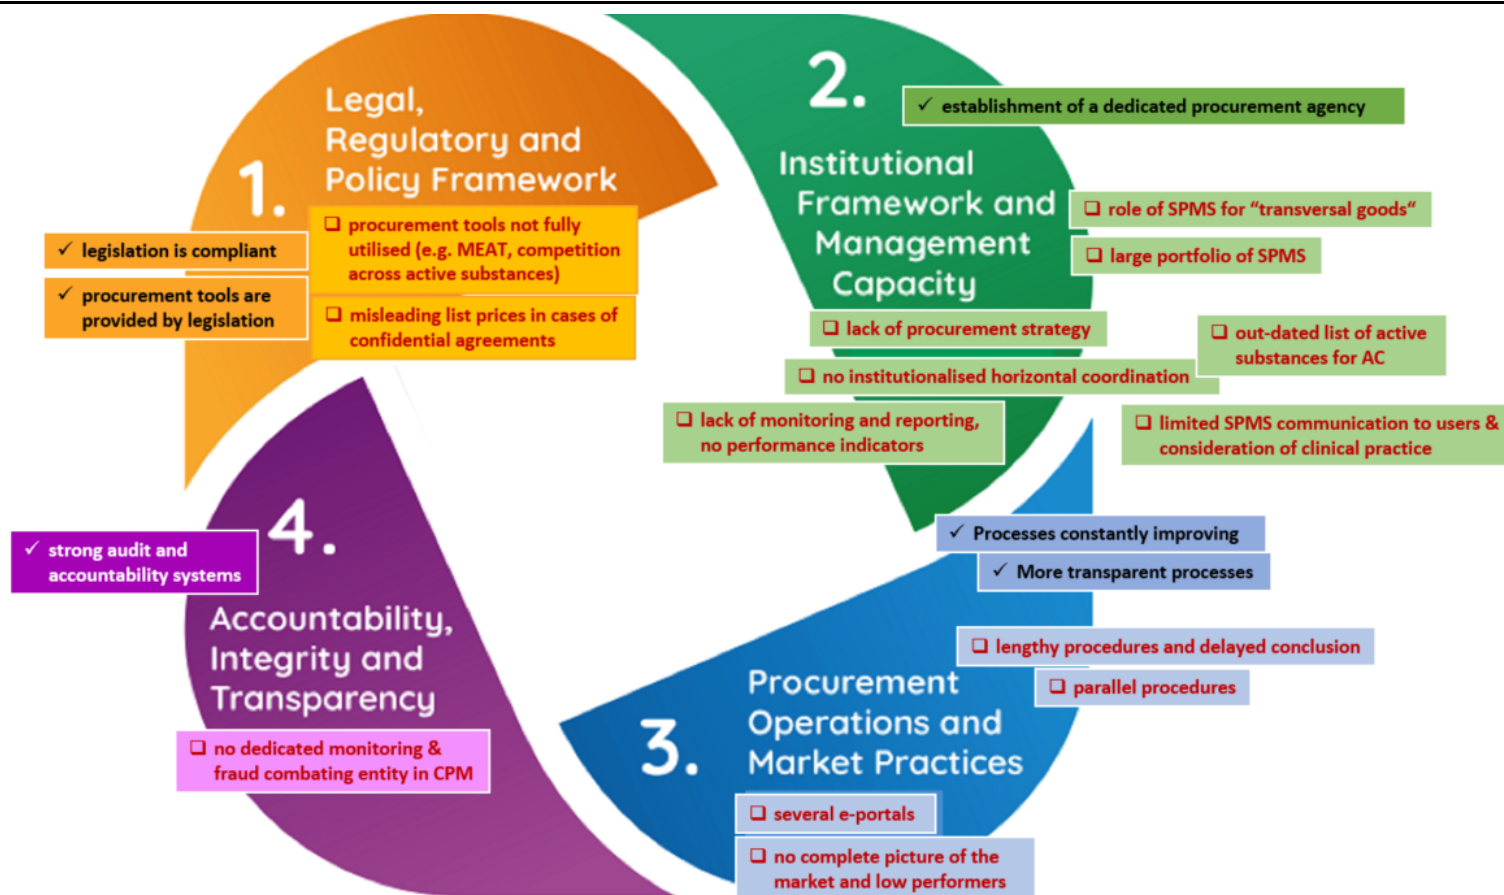 1.
Legal,
Regulatory and
Policy Framework
✓ legislation is compliant
✓ procurement tools are
provided by legislation
❑ procurement tools not fully
utilised (e.g. MEAT, competition
across active substances)
❑ misleading list prices in cases of
confidential agreements
2.
✓ establishment of a dedicated procurement agency
Institutional
Framework and
Management
Capacity
❑ role of SPMS for “transversal goods“
❑ large portfolio of SPMS
❑ lack of procurement strategy
❑ out-dated list of active
substances for AC
❑ no institutionalised horizontal coordination
❑ lack of monitoring and reporting,
no performance indicators
❑ limited SPMS communication to users &
consideration of clinical practice
✓ Processes constantly improving
✓ More transparent processes
❑ lengthy procedures and delayed conclusion
❑ parallel procedures
3.
Procurement
Operations and
Market Practices
❑ several e-portals
❑ no complete picture of the
market and low performers
4.
✓ strong audit and
accountability systems
Accountability,
Integrity and
Transparency
❑ no dedicated monitoring &
fraud combating entity in CPM